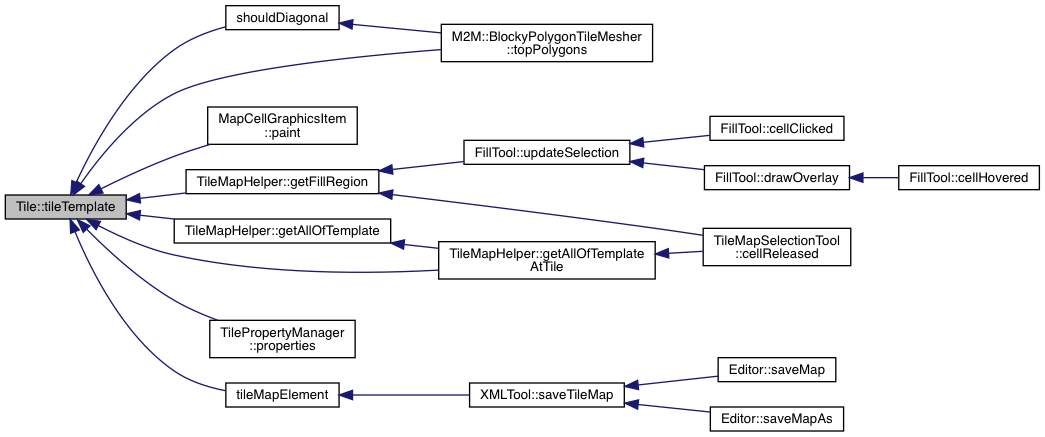 shouldDiagonal
M2M::BlockyPolygonTileMesher
::topPolygons
MapCellGraphicsItem
::paint
FillTool::cellClicked
FillTool::updateSelection
TileMapHelper::getFillRegion
FillTool::drawOverlay
FillTool::cellHovered
Tile::tileTemplate
TileMapHelper::getAllOfTemplate
TileMapHelper::getAllOfTemplate
AtTile
TileMapSelectionTool
::cellReleased
TilePropertyManager
::properties
Editor::saveMap
tileMapElement
XMLTool::saveTileMap
Editor::saveMapAs